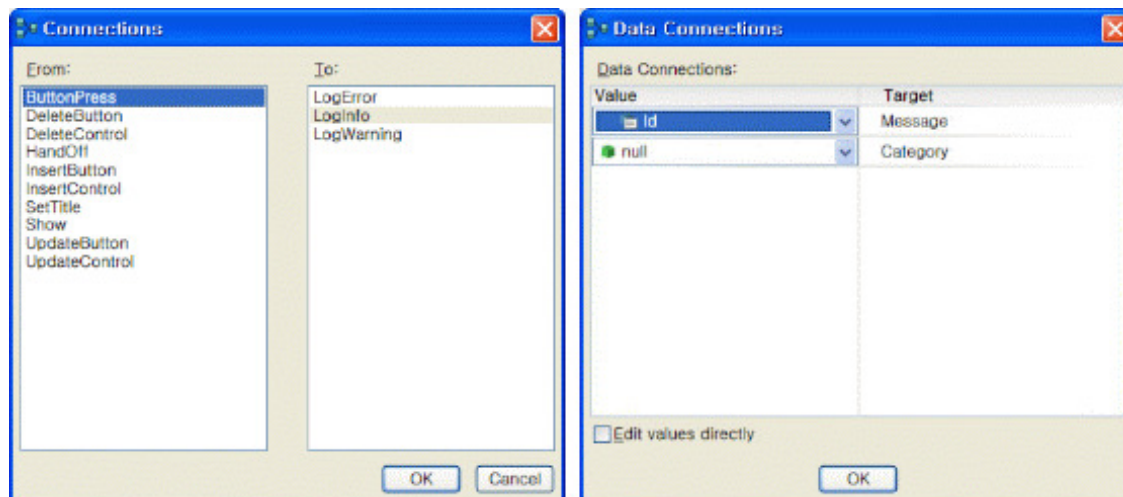 Connections
From:
To:
ButtonPress
DeleteButton
DeleteControl
HandOff
InsertButton
InsertControl
SetTitle
Show
UpdateButton
UpdateControl
LogError
LogInfo
LogWarning
OK
Cancel
Data Connections
Data Connections:
Value
Target
Id
Message
null
Category
Edit values directly
OK